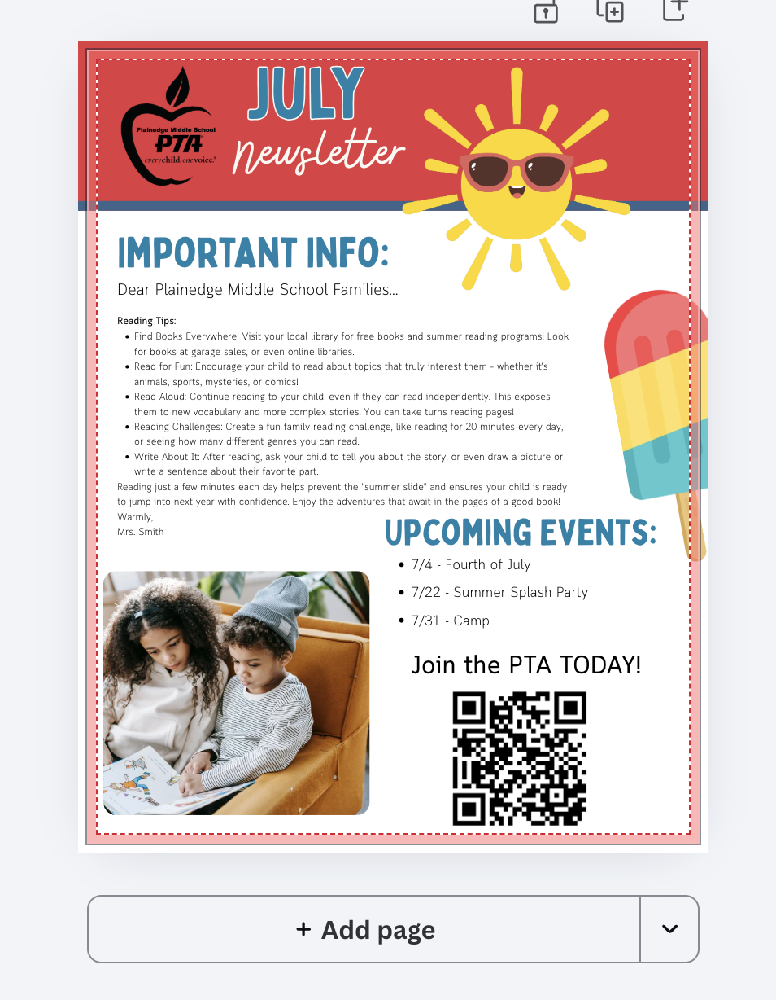 JULY
Newsletter
Plainedge Middle School
PTA
everychild.onevoice.®
IMPORTANT INFO:
Dear Plainedge Middle School Families...
Reading Tips:
• Find Books Everywhere: Visit your local library for free books and summer reading programs! Look
for books at garage sales, or even online libraries.
• Read for Fun: Encourage your child to read about topics that truly interest them - whether it's
animals, sports, mysteries, or comics!
• Read Aloud: Continue reading to your child, even if they can read independently. This exposes
them to new vocabulary and more complex stories. You can take turns reading pages!
• Reading Challenges: Create a fun family reading challenge, like reading for 20 minutes every day,
or seeing how many different genres you can read.
• Write About It: After reading, ask your child to tell you about the story, or even draw a picture or
write a sentence about their favorite part.
Reading just a few minutes each day helps prevent the "summer slide" and ensures your child is ready
to jump into next year with confidence. Enjoy the adventures that await in the pages of a good book!
Warmly,
Mrs. Smith
UPCOMING EVENTS:
• 7/4 - Fourth of July
• 7/22 - Summer Splash Party
• 7/31 - Camp
Join the PTA TODAY!
+ Add page